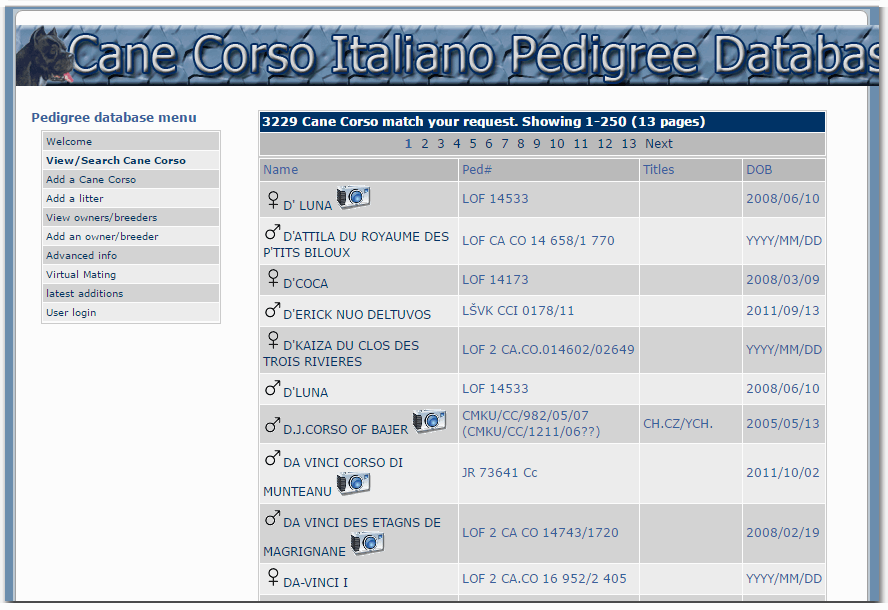 Cane Corso Italiano Pedigree Databas
Pedigree database menu
Welcome
View/Search Cane Corso
Add a Cane Corso
Add a litter
View owners/breeders
Add an owner/breeder
Advanced info
Virtual Mating
latest additions
User login
3229 Cane Corso match your request. Showing 1-250 (13 pages)
1 2 3 4 5 6 7 8 9 10 11 12 13 Next
Name Ped# Titles DOB
♀ D' LUNA LOF 14533 2008/06/10
♂ D'ATTILA DU ROYAUME DES
P'TITS BILOUX LOF CA CO 14 658/1 770 YYYY/MM/DD
♀ D'COCA LOF 14173 2008/03/09
♂ D'ERICK NUO DELTUVOS LŠVK CCI 0178/11 2011/09/13
♀ D'KAIZA DU CLOS DES
TROIS RIVIERES LOF 2 CA.CO.014602/02649 YYYY/MM/DD
♂ D'LUNA LOF 14533 2008/06/10
♂ D.J.CORSO OF BAJER CMKU/CC/982/05/07
(CMKU/CC/1211/06??) CH.CZ/YCH. 2005/05/13
♂ DA VINCI CORSO DI
MUNTEANU JR 73641 Cc 2011/10/02
♂ DA VINCI DES ETAGNS DE
MAGRIGNANE LOF 2 CA CO 14743/1720 2008/02/19
♀ DA-VINCI I LOF 2 CA.CO 16 952/2 405 YYYY/MM/DD